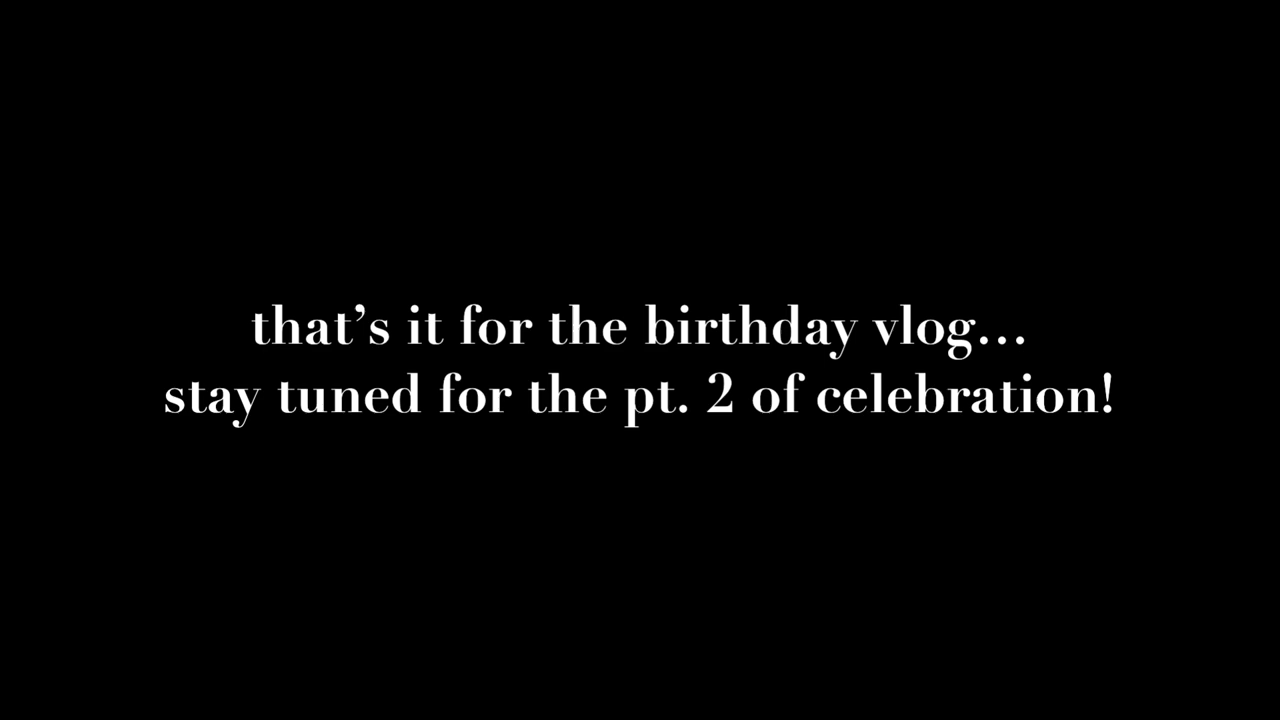 that’s it for the birthday vlog...
stay tuned for the pt. 2 of celebration!